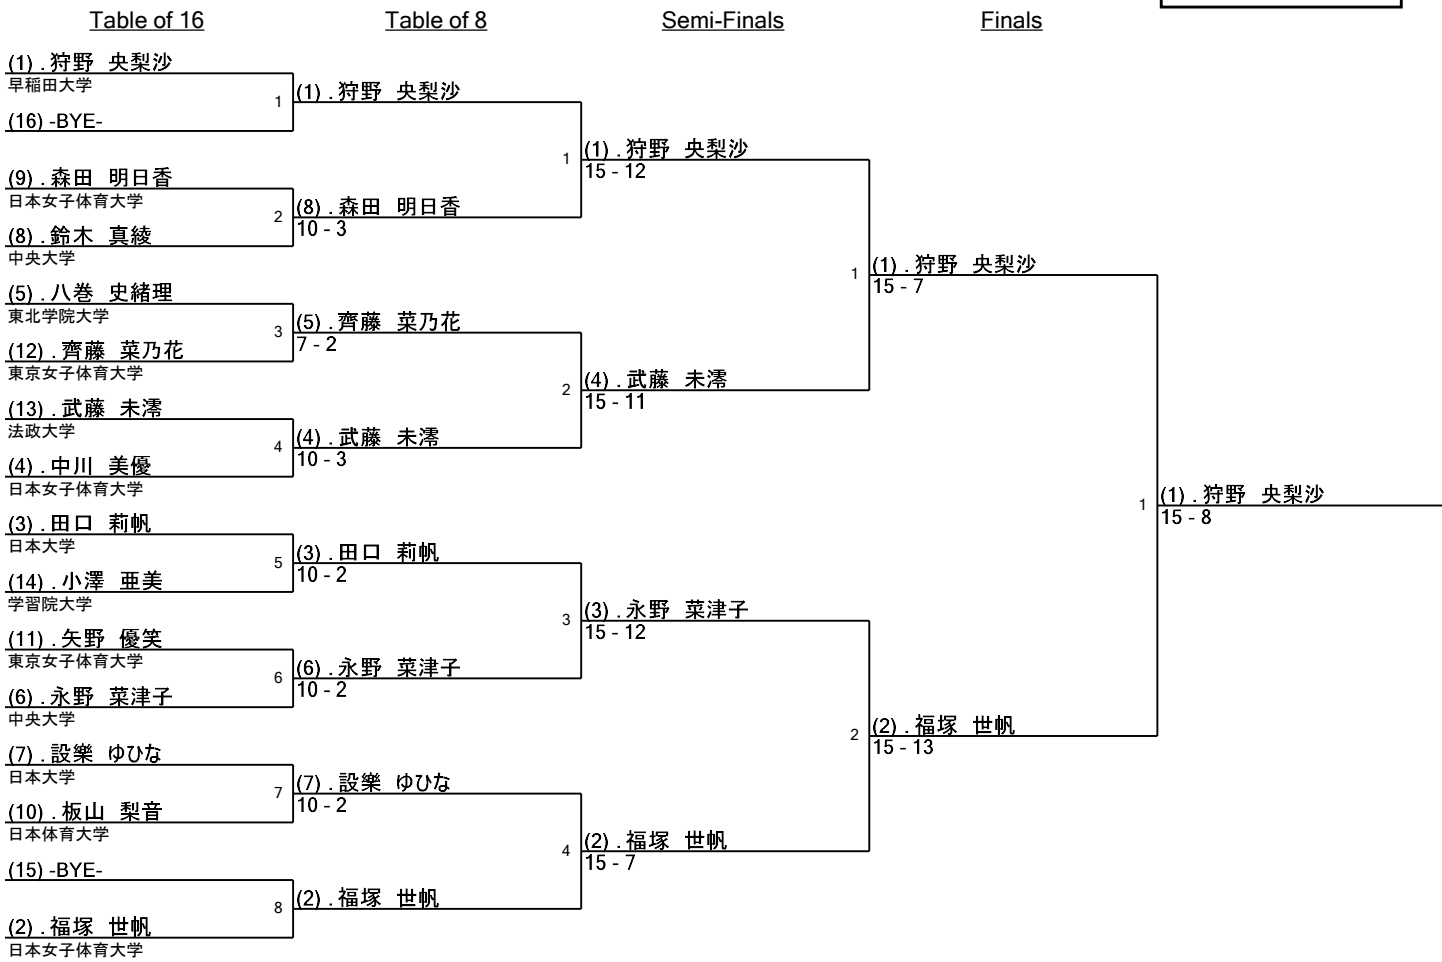 Table of 16
Table of 8
Semi-Finals
Finals
(1) . 狩野 央梨沙
早稲田大学
1
(16) -BYE-
(9) . 森田 明日香
日本女子体育大学
2
(8) . 鈴木 真綾
中央大学
(5) . 八巻 史緒理
東北学院大学
3
(12) . 齊藤 菜乃花
東京女子体育大学
(13) . 武藤 未澪
法政大学
4
(4) . 中川 美優
日本女子体育大学
(3) . 田口 莉帆
日本大学
5
(14) . 小澤 亜美
学習院大学
(11) . 矢野 優笑
東京女子体育大学
6
(6) . 永野 菜津子
中央大学
(7) . 設樂 ゆひな
日本大学
7
(10) . 板山 梨音
日本体育大学
(15) -BYE-
8
(2) . 福塚 世帆
日本女子体育大学
(1) . 狩野 央梨沙
1
(8) . 森田 明日香
10 - 3
(5) . 齊藤 菜乃花
7 - 2
2
(4) . 武藤 未澪
10 - 3
(3) . 田口 莉帆
10 - 2
3
(6) . 永野 菜津子
10 - 2
(7) . 設樂 ゆひな
10 - 2
4
(2) . 福塚 世帆
(1) . 狩野 央梨沙
15 - 12
1
(4) . 武藤 未澪
15 - 11
(3) . 永野 菜津子
15 - 12
2
(2) . 福塚 世帆
15 - 7
(1) . 狩野 央梨沙
15 - 7
1
(2) . 福塚 世帆
15 - 13
(1) . 狩野 央梨沙
15 - 8